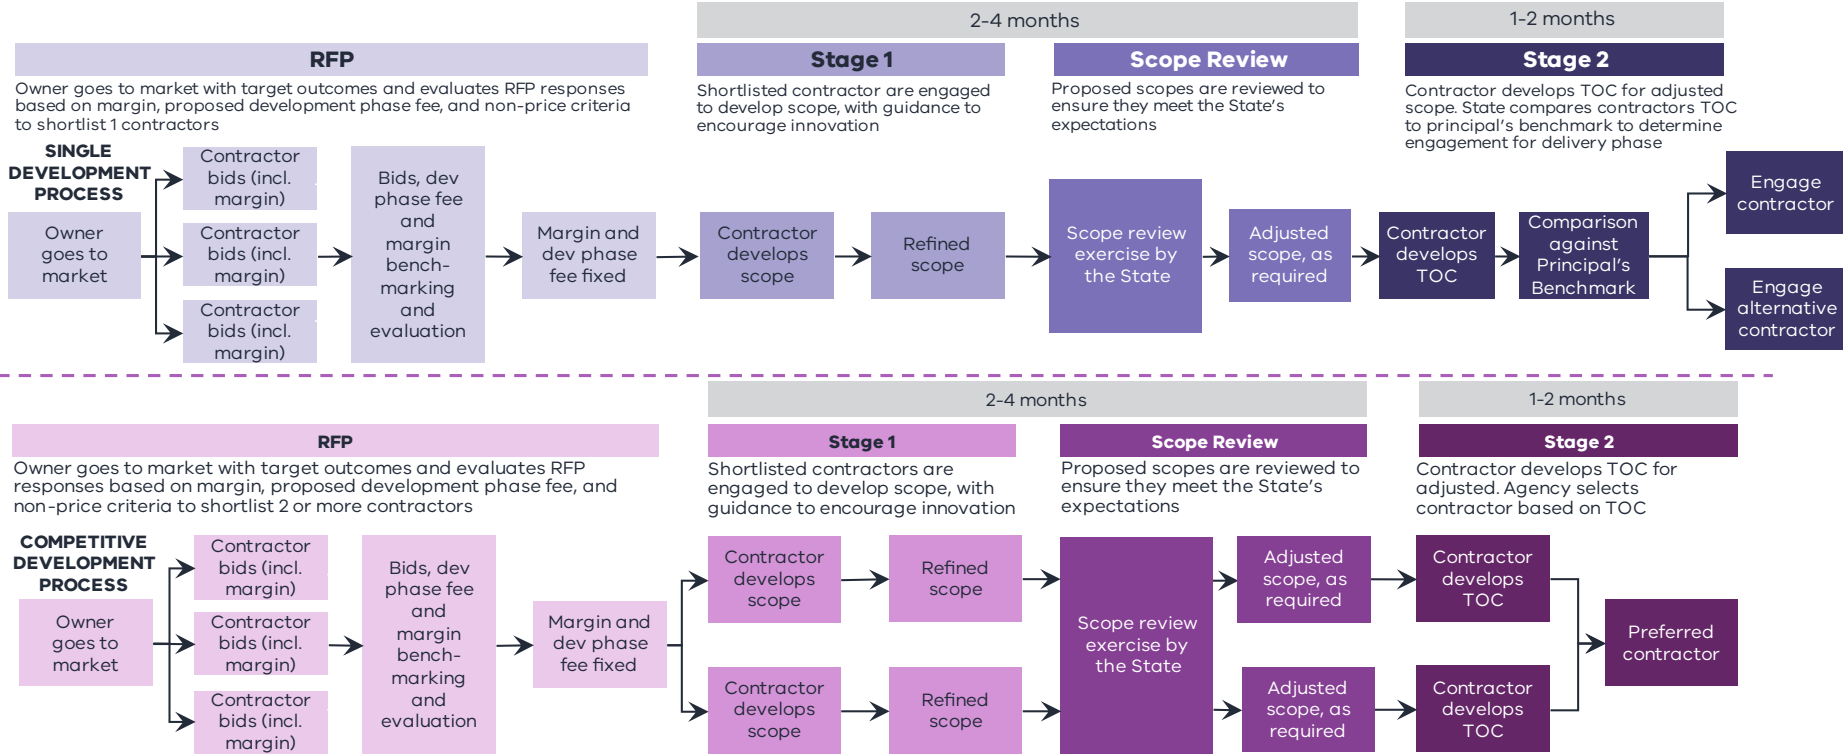 2-4 months
1-2 months
RFP
Stage 1
Scope Review
Stage 2
Owner goes to market with target outcomes and evaluates RFP responses
based on margin, proposed development phase fee, and non-price criteria
to shortlist 1 contractors
Shortlisted contractor are engaged
to develop scope, with guidance to
encourage innovation
Proposed scopes are reviewed to
ensure they meet the State's
expectations
Contractor develops TOC for adjusted
scope. State compares contractors TOC
to principal's benchmark to determine
engagement for delivery phase
SINGLE
DEVELOPMENT
PROCESS
Owner
goes to
market
Contractor
bids (incl.
margin)
Contractor
bids (incl.
margin)
Contractor
bids (incl.
margin)
Bids, dev
phase fee
and
margin
bench-
marking
and
evaluation
Margin and
dev phase
fee fixed
Contractor
develops
scope
Refined
scope
Scope review
exercise by
the State
Adjusted
scope, as
required
Contractor
develops
TOC
Comparison
against
Principal's
Benchmark
Engage
contractor
Engage
alternative
contractor
2-4 months
1-2 months
RFP
Stage 1
Scope Review
Stage 2
Owner goes to market with target outcomes and evaluates RFP
responses based on margin, proposed development phase fee, and
non-price criteria to shortlist 2 or more contractors
Shortlisted contractors are
engaged to develop scope, with
guidance to encourage innovation
Proposed scopes are reviewed to
ensure they meet the State's
expectations
Contractor develops TOC for
adjusted. Agency selects
contractor based on TOC
COMPETITIVE
DEVELOPMENT
PROCESS
Owner
goes to
market
Contractor
bids (incl.
margin)
Contractor
bids (incl.
margin)
Contractor
bids (incl.
margin)
Bids, dev
phase fee
and
margin
bench-
marking
and
evaluation
Margin and
dev phase
fee fixed
Contractor
develops
scope
Refined
scope
Contractor
develops
scope
Refined
scope
Scope review
exercise by
the State
Adjusted
scope, as
required
Adjusted
scope, as
required
Contractor
develops
TOC
Contractor
develops
TOC
Preferred
contractor